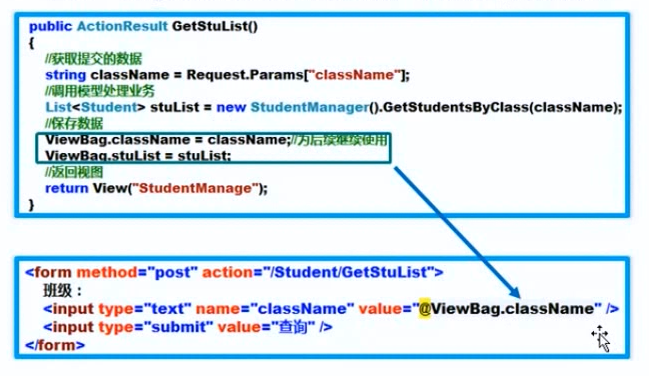 public ActionResult GetStuList()
{
//获取提交的数据
string className = Request.Params["className"];
//调用模型处理业务
List<Student> stuList = new StudentManager().GetStudentsByClass(className);
//保存数据
ViewBag.className = className;//为后续继续使用
ViewBag.stuList = stuList;
//返回视图
return View("StudentManage");
}
<form method="post" action="/Student/GetStuList">
班级：
<input type="text" name="className" value="@ViewBag.className" />
<input type="submit" value="查询" />
</form>